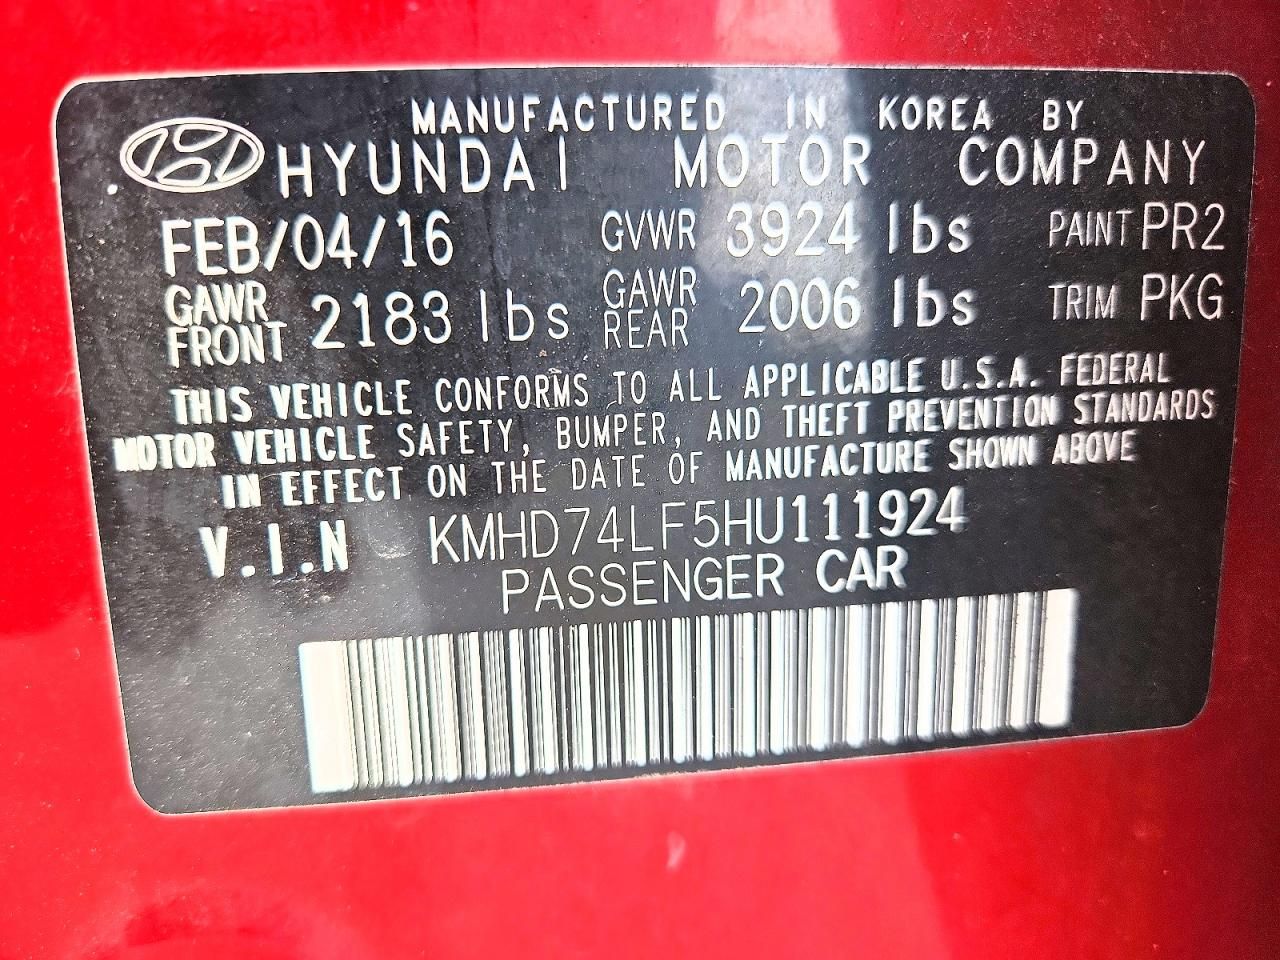 MANUFACTURED IN KOREA BY
HYUNDAI MOTOR COMPANY
FEB/04/16 GVWR 3924 lbs PAINT PR2
GAWR FRONT 2183 lbs GAWR REAR 2006 lbs TRIM PKG
THIS VEHICLE CONFORMS TO ALL APPLICABLE U.S.A. FEDERAL
MOTOR VEHICLE SAFETY, BUMPER, AND THEFT PREVENTION STANDARDS
IN EFFECT ON THE DATE OF MANUFACTURE SHOWN ABOVE
V.I.N KMHD74LF5HU111924
PASSENGER CAR